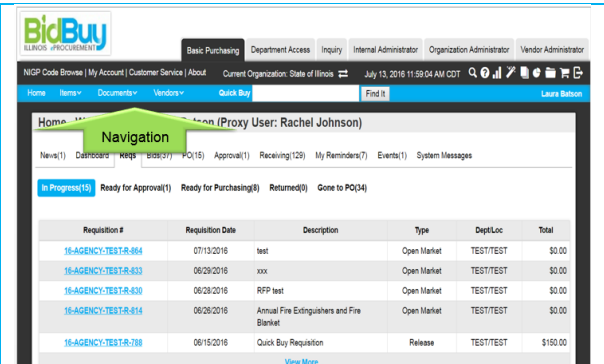 BidBuy
ILLINOIS ePROCUREMENT
Basic Purchasing Department Access Inquiry Internal Administrator Organization Administrator Vendor Administrator
NIGP Code Browse | My Account | Customer Service | About Current Organization: State of Illinois July 13, 2016 11:59:04 AM CDT
Home Items Documents Vendors Quick Buy Find It Laura Batson
Home (Proxy User: Rachel Johnson)
Navigation
News(1) Dashboard Reqs Bids(37) PO(15) Approval(1) Receiving(129) My Reminders(7) Events(1) System Messages
In Progress(15) Ready for Approval(1) Ready for Purchasing(8) Returned(0) Gone to PO(34)
Requisition # Requisition Date Description Type Dept/Loc Total
16-AGENCY-TEST-R-864 07/13/2016 test Open Market TEST/TEST $0.00
16-AGENCY-TEST-R-833 06/29/2016 xxx Open Market TEST/TEST $0.00
16-AGENCY-TEST-R-830 06/28/2016 RFP test Open Market TEST/TEST $0.00
16-AGENCY-TEST-R-814 06/26/2016 Annual Fire Extinguishers and Fire Open Market TEST/TEST $0.00
Blanket
16-AGENCY-TEST-R-788 06/15/2016 Quick Buy Requisition Release TEST/TEST $150.00
View More